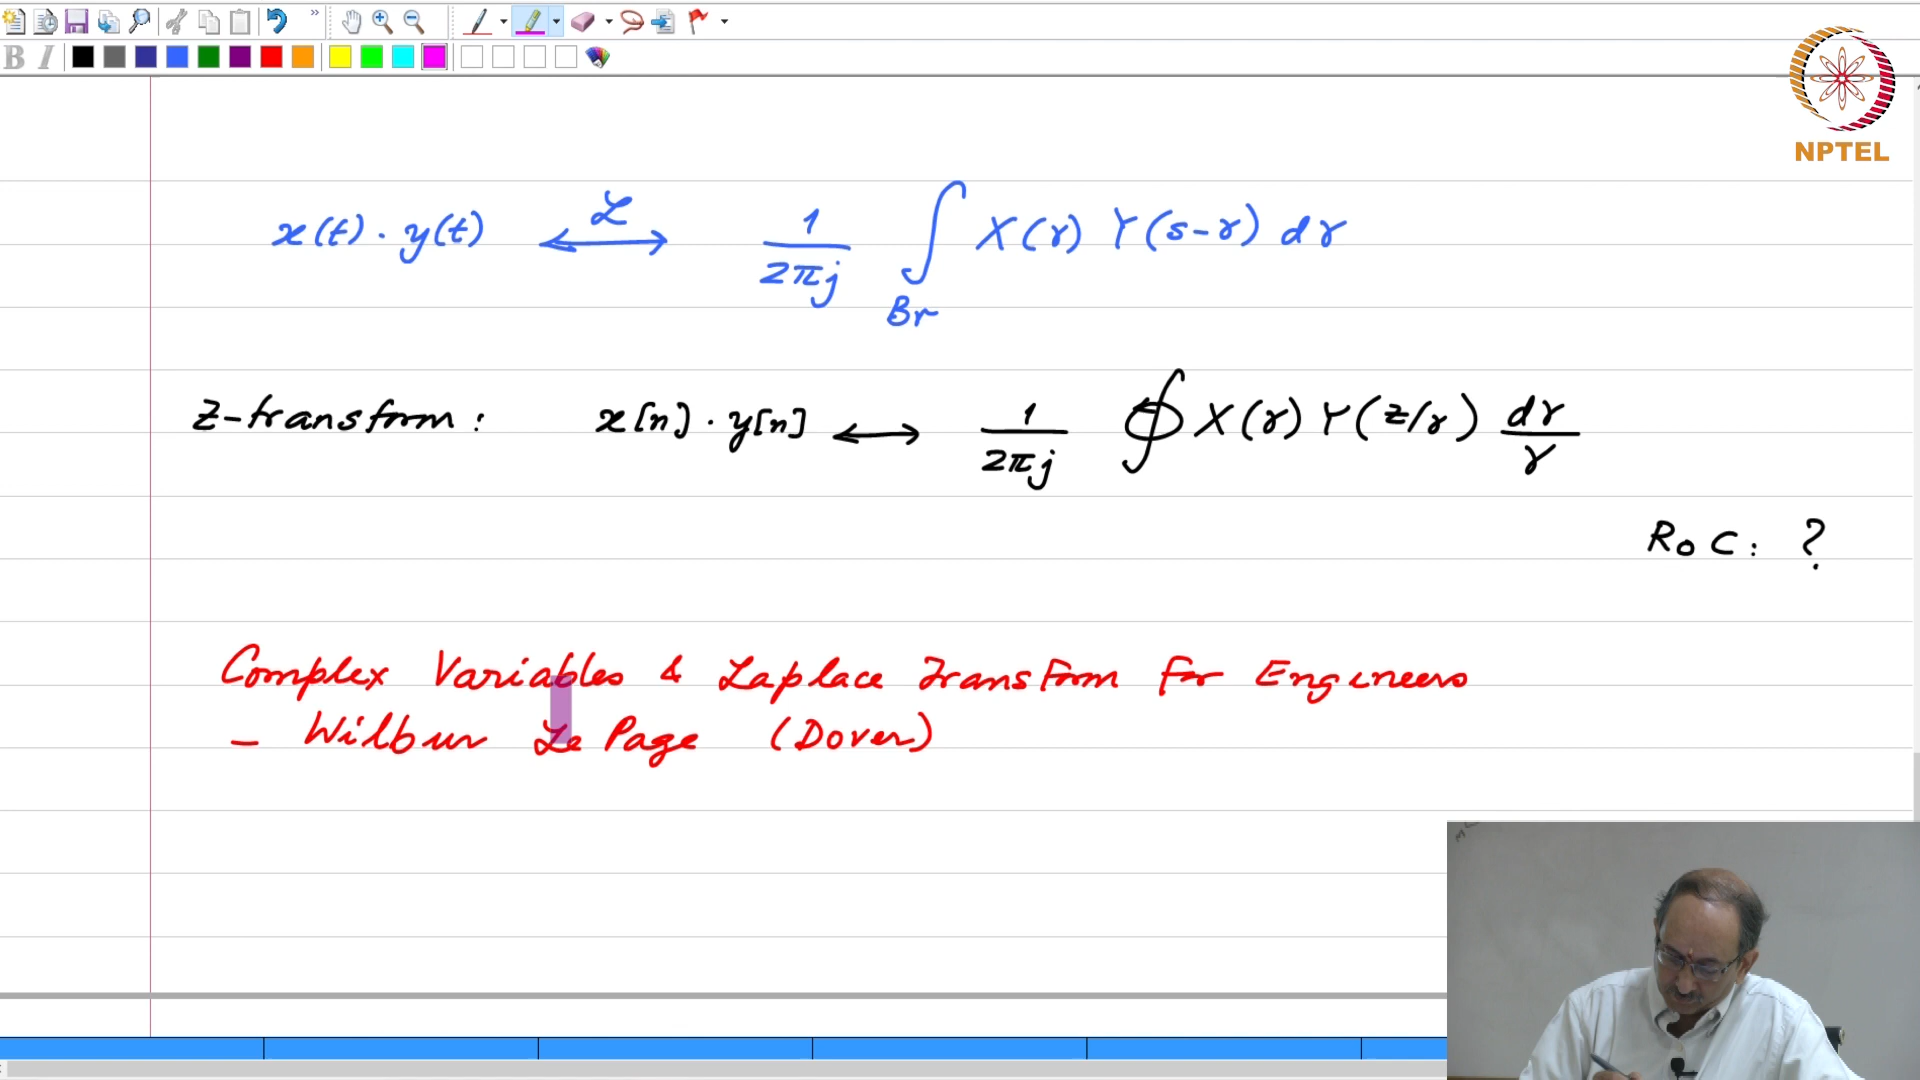 NPTEL
x(t) · y(t) ⟷ℒ 1/2πj ∫Br X(γ) Y(s-γ) dγ
Z-transform: x[n] · y[n] ⟷ 1/2πj ∮ X(γ) Y(z/γ) dγ/γ
RoC: ?
Complex Variables & Laplace Transform for Engineers
- Wilbur Le Page (Dover)